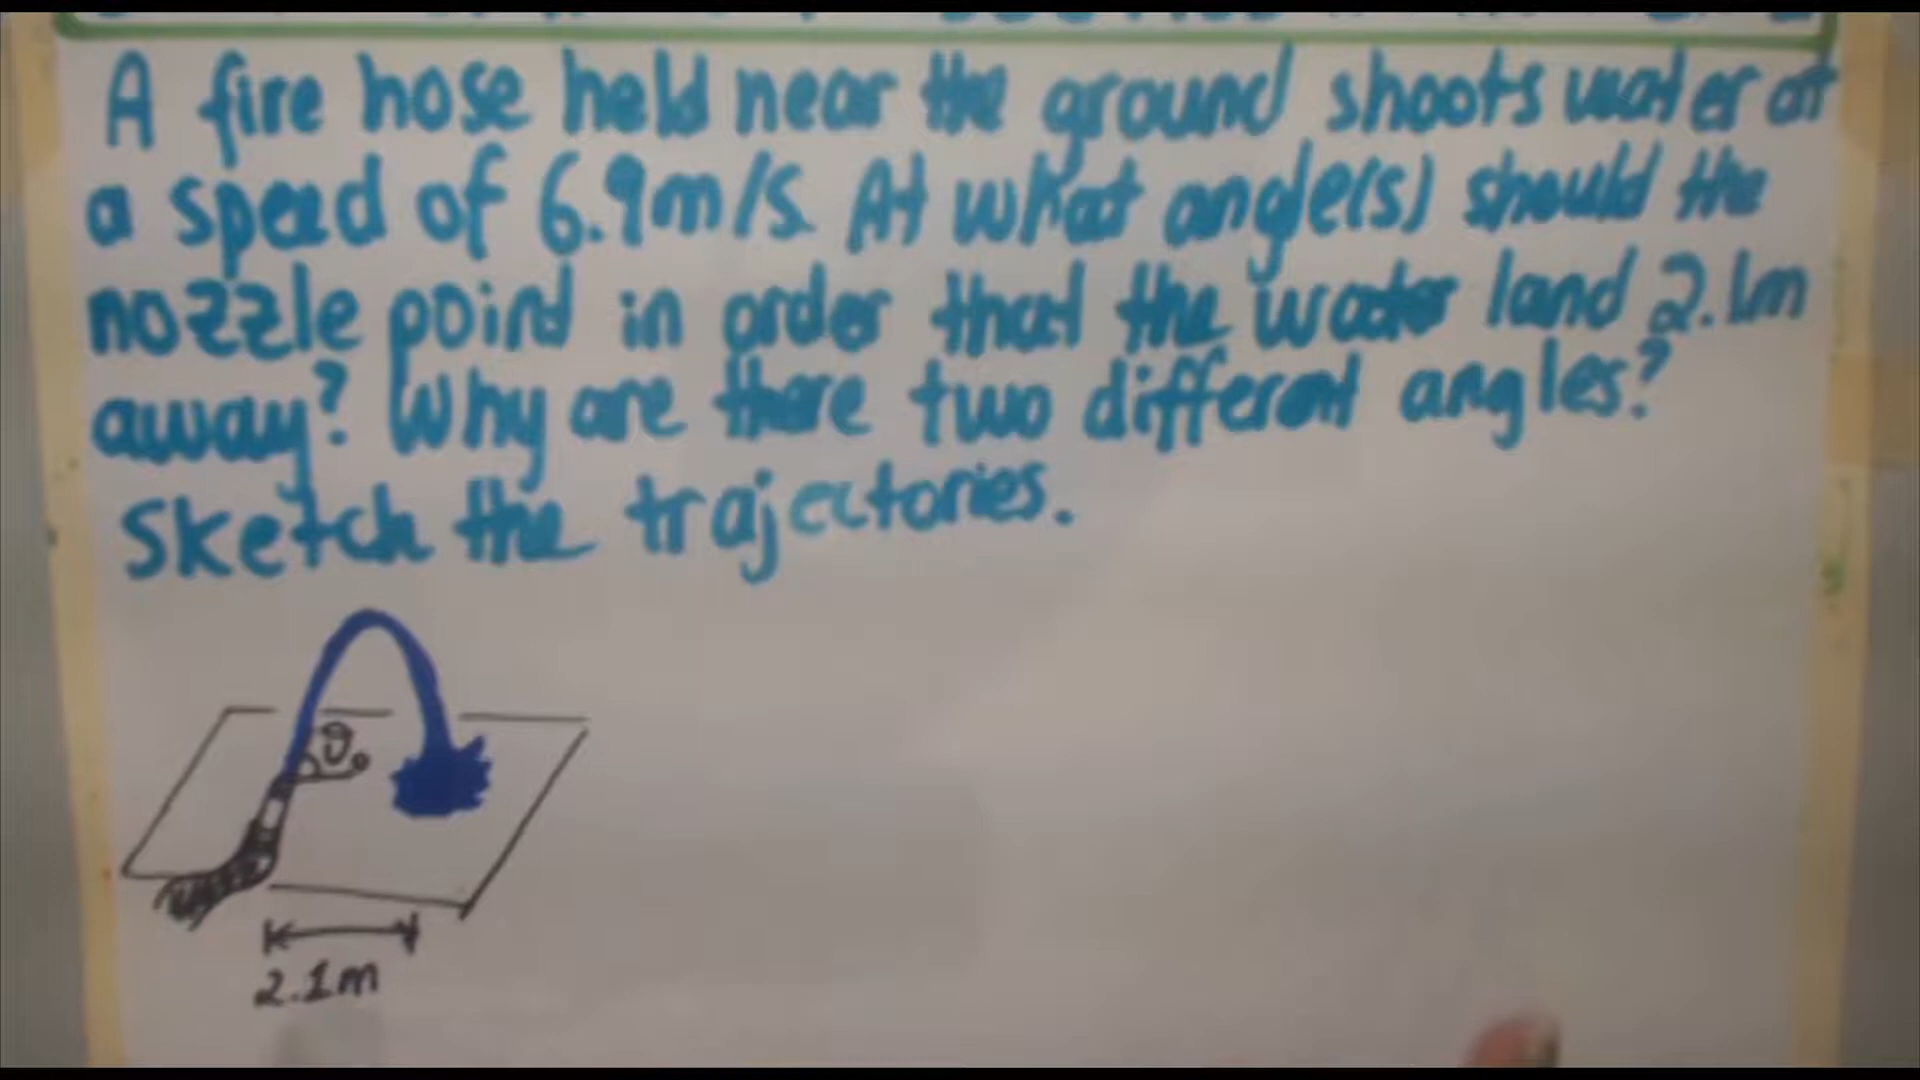 A fire hose held near the ground shoots water at
a speed of 6.9m/s. At what angle(s) should the
nozzle point in order that the water land 2.1m
away? Why are there two different angles?
Sketch the trajectories.
θ₀
2.1m